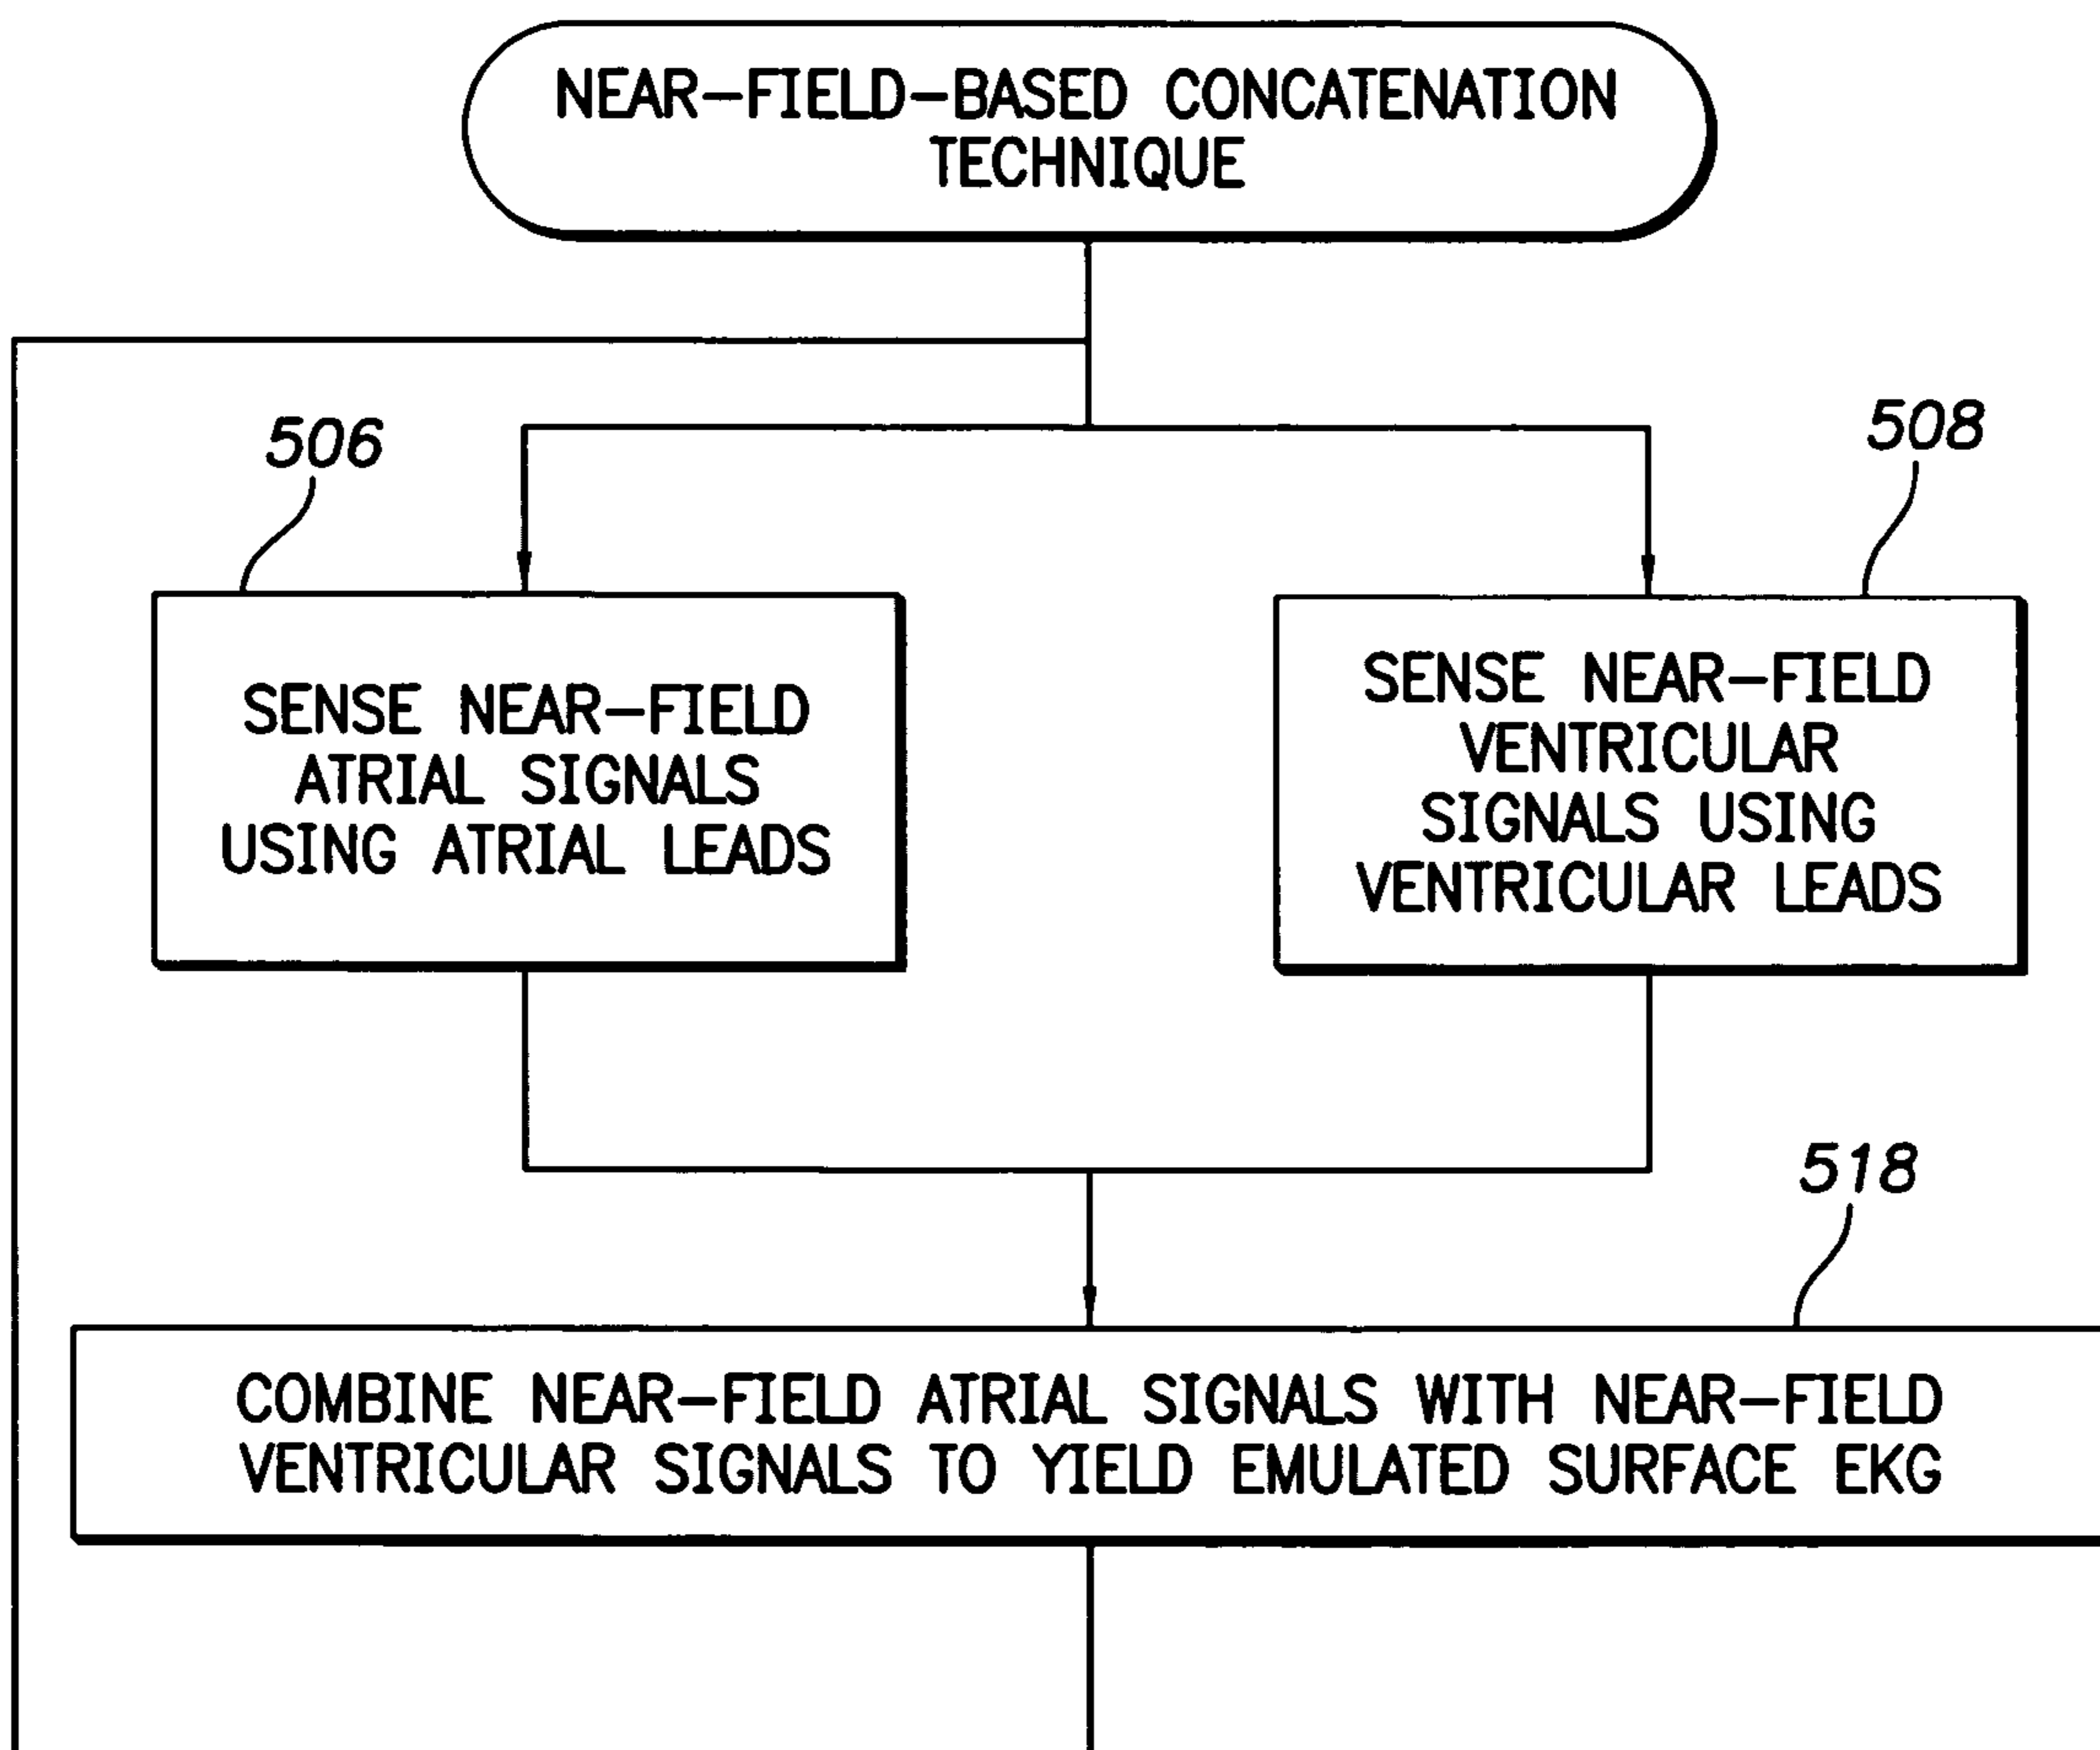 NEAR-FIELD-BASED CONCATENATION
TECHNIQUE
506
508
SENSE NEAR-FIELD
ATRIAL SIGNALS
USING ATRIAL LEADS
SENSE NEAR-FIELD
VENTRICULAR
SIGNALS USING
VENTRICULAR LEADS
518
COMBINE NEAR-FIELD ATRIAL SIGNALS WITH NEAR-FIELD
VENTRICULAR SIGNALS TO YIELD EMULATED SURFACE EKG